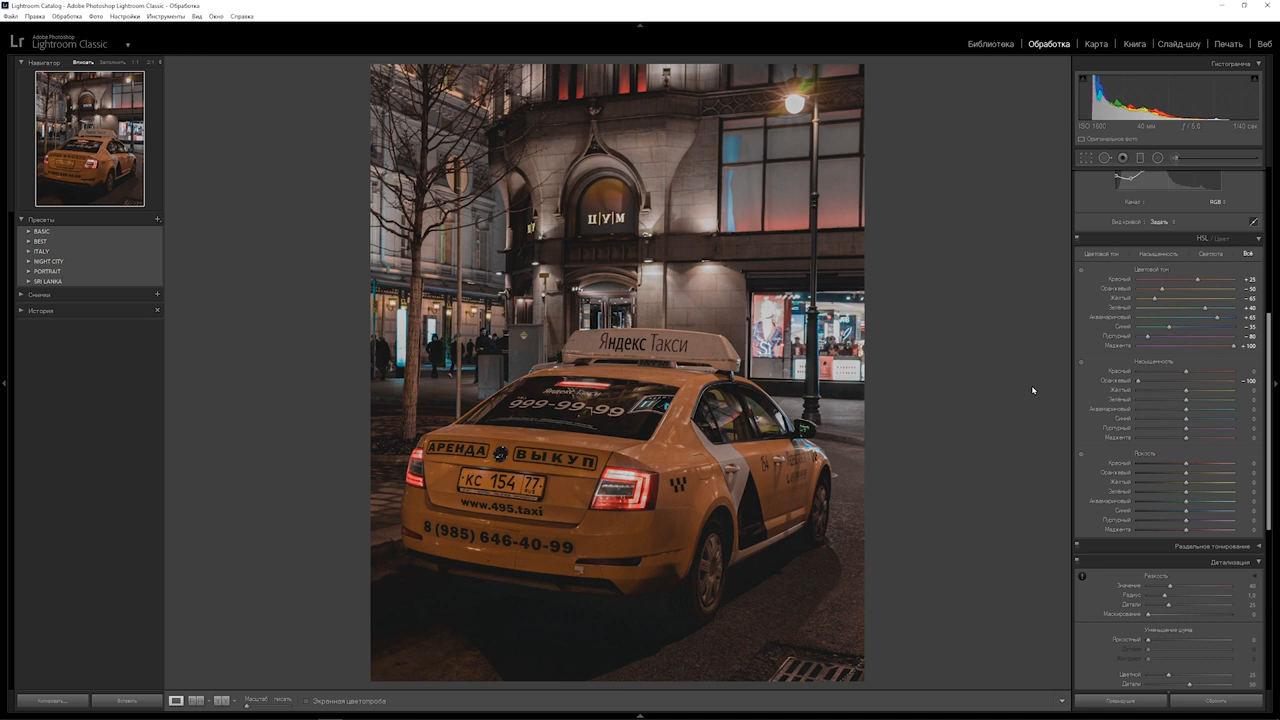 Lightroom Catalog - Adobe Photoshop Lightroom Classic - Обработка
Файл Правка Обработка Фото Настройки Инструменты Вид Окно Справка
Lr Adobe Photoshop
Lightroom Classic
Библиотека | Обработка | Карта | Книга | Слайд-шоу | Печать | Веб
Навигатор Вписать Заполнить 1:1 2:1
Гистограмма
ISO 1600 40 мм ƒ / 5,0 1/40 сек
Оригинальное фото
Канал : RGB
Вид кривой : Задать
HSL / Цвет
Цветовой тон Насыщенность Светлота Всё
Цветовой тон
Красный + 25
Оранжевый − 50
Жёлтый − 65
Зелёный + 40
Аквамариновый + 65
Синий − 35
Пурпурный − 80
Маджента + 100
Насыщенность
Красный 0
Оранжевый − 100
Жёлтый 0
Зелёный 0
Аквамариновый 0
Синий 0
Пурпурный 0
Маджента 0
Яркость
Красный 0
Оранжевый 0
Жёлтый 0
Зелёный 0
Аквамариновый 0
Синий 0
Пурпурный 0
Маджента 0
Раздельное тонирование
Детализация
Резкость
Значение 40
Радиус 1,0
Детали 25
Маскирование 0
Уменьшение шума
Яркостный 0
Цветной 25
Детали 50
Предыдущие Сбросить
Пресеты
BASIC
BEST
ITALY
NIGHT CITY
PORTRAIT
SRI LANKA
Снимки
История
Копировать... Вставить
Масштаб
Экранная цветопроба
ЦУМ
Яндекс Такси
999-99-99
АРЕНДА ВЫКУП
КС 154 77
www.495.taxi
8 (985) 646-40-99
154